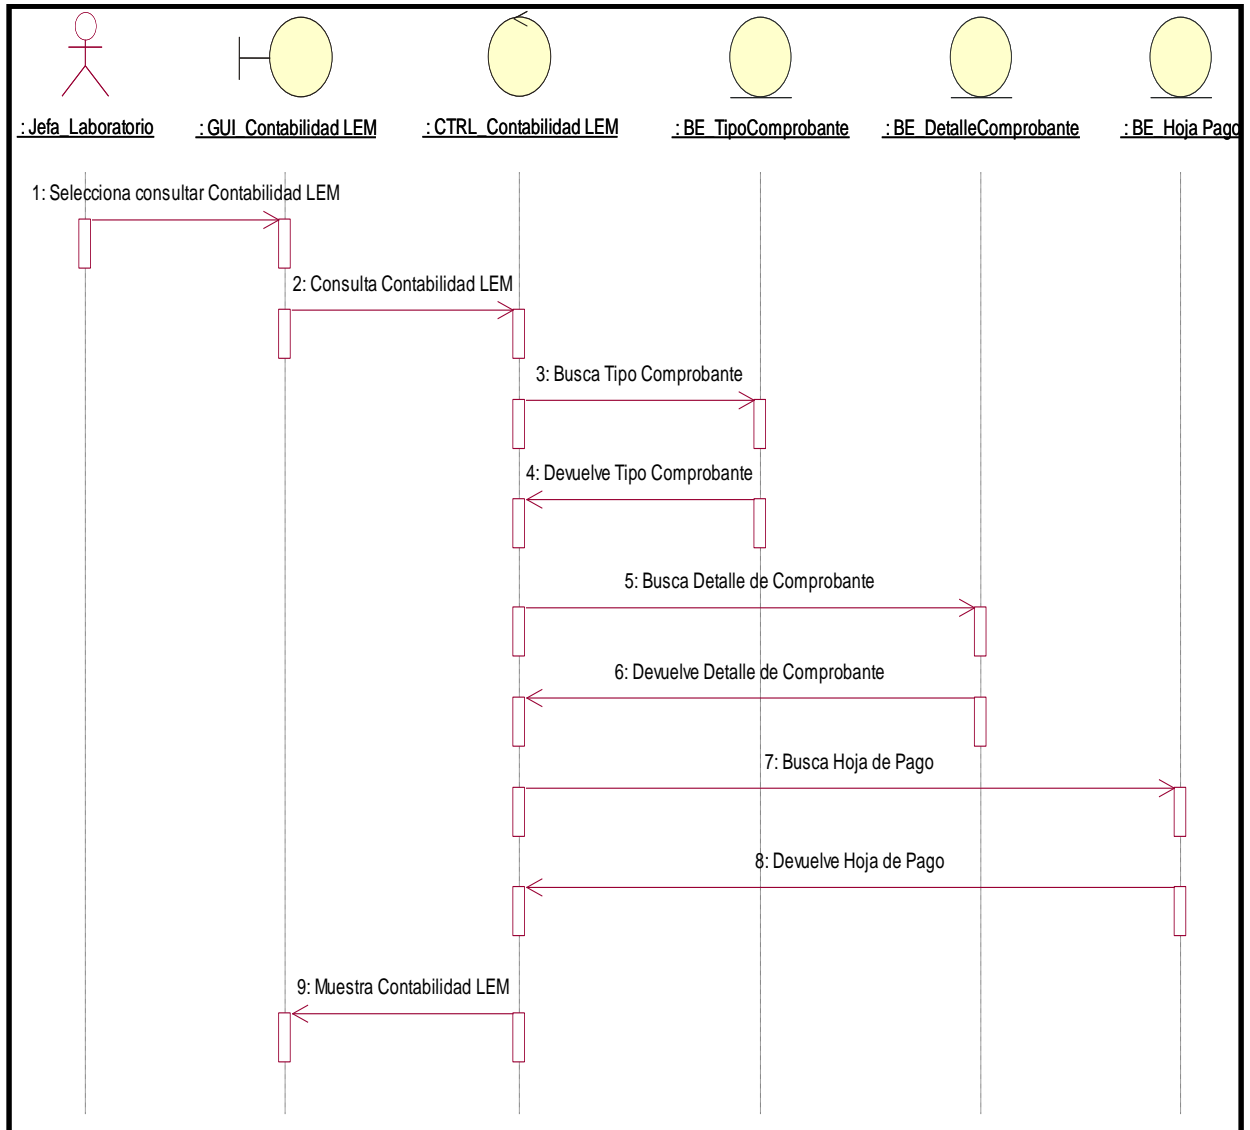 : Jefa_Laboratorio
: GUI_Contabilidad LEM
: CTRL_Contabilidad LEM
: BE_TipoComprobante
: BE_DetalleComprobante
: BE_Hoja Pago
1: Selecciona consultar Contabilidad LEM
2: Consulta Contabilidad LEM
3: Busca Tipo Comprobante
4: Devuelve Tipo Comprobante
5: Busca Detalle de Comprobante
6: Devuelve Detalle de Comprobante
7: Busca Hoja de Pago
8: Devuelve Hoja de Pago
9: Muestra Contabilidad LEM